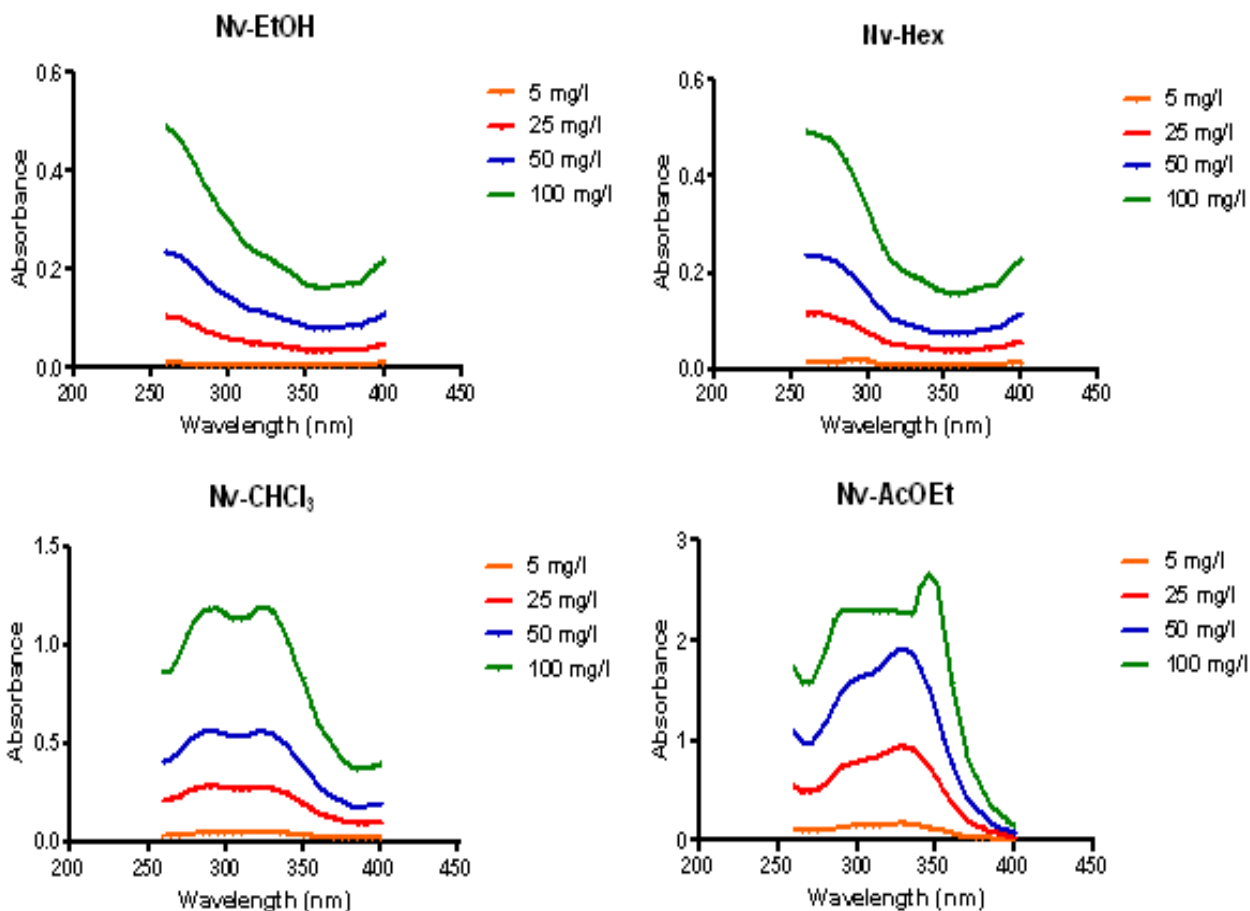 Nv-EtOH
0.6
0.4
0.2
0.0
200 250 300 350 400 450
Absorbance
Wavelength (nm)
5 mg/l
25 mg/l
50 mg/l
100 mg/l
Nv-Hex
0.6
0.4
0.2
0.0
200 250 300 350 400 450
Absorbance
Wavelength (nm)
5 mg/l
25 mg/l
50 mg/l
100 mg/l
Nv-CHCl₃
1.5
1.0
0.5
0.0
200 250 300 350 400 450
Absorbance
Wavelength (nm)
5 mg/l
25 mg/l
50 mg/l
100 mg/l
Nv-AcOEt
3
2
1
0
200 250 300 350 400 450
Absorbance
Wavelength (nm)
5 mg/l
25 mg/l
50 mg/l
100 mg/l